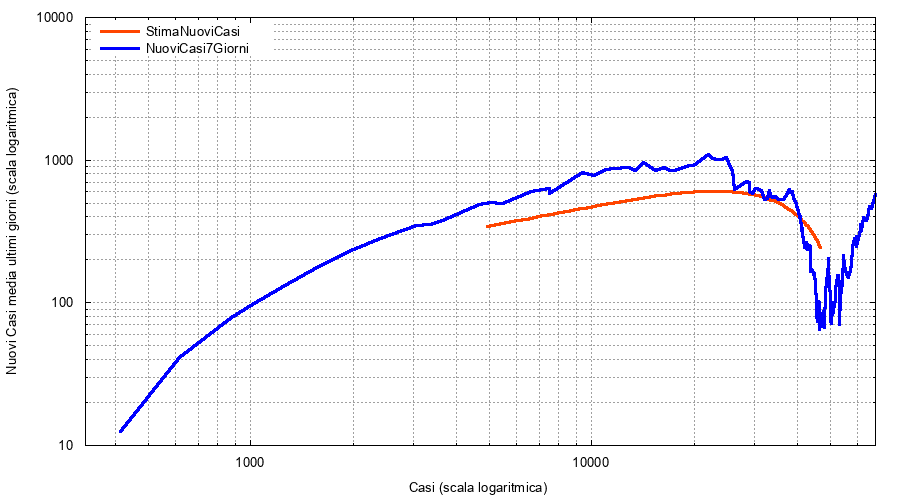 10000
StimaNuoviCasi
NuoviCasi7Giorni
1000
100
10
Nuovi Casi media ultimi giorni (scala logaritmica)
1000
10000
Casi (scala logaritmica)